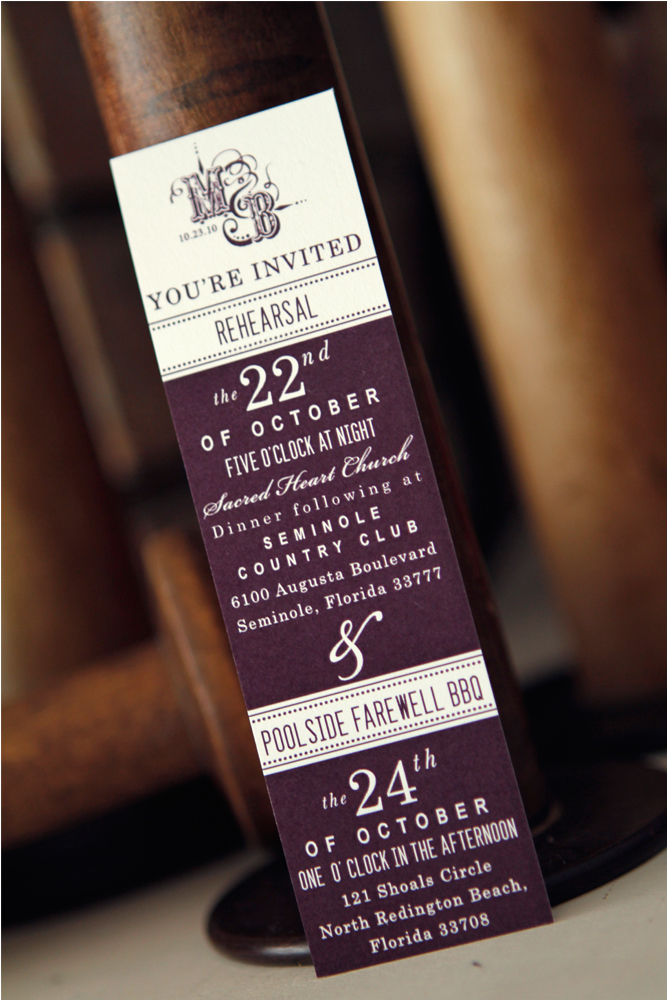 M & B
10.23.10
YOU'RE INVITED
REHEARSAL
the 22nd
OF OCTOBER
FIVE O'CLOCK AT NIGHT
Sacred Heart Church
Dinner following at
SEMINOLE
COUNTRY CLUB
6100 Augusta Boulevard
Seminole, Florida 33777
&
POOLSIDE FAREWELL BBQ
the 24th
OF OCTOBER
ONE O'CLOCK IN THE AFTERNOON
121 Shoals Circle
North Redington Beach,
Florida 33708